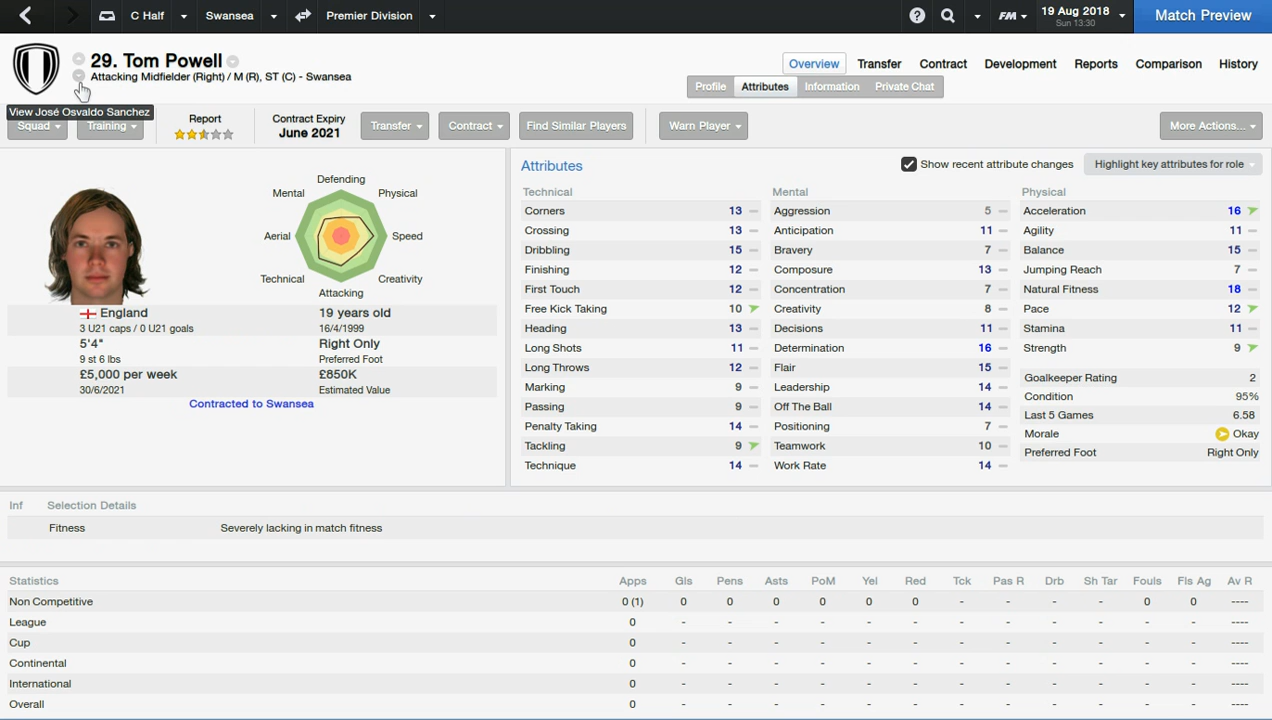 C Half Swansea Premier Division FM 19 Aug 2018 Match Preview
Sun 13:30
29. Tom Powell
Attacking Midfielder (Right) / M (R), ST (C) - Swansea
Overview Transfer Contract Development Reports Comparison History
Profile Attributes Information Private Chat
View José Osvaldo Sanchez
Squad Training Report Contract Expiry June 2021 Transfer Contract Find Similar Players Warn Player More Actions...
Defending
Mental Physical
Aerial Speed
Technical Creativity
Attacking
England 19 years old
3 U21 caps / 0 U21 goals 16/4/1999
5'4" Right Only
9 st 6 lbs Preferred Foot
£5,000 per week £850K
30/6/2021 Estimated Value
Contracted to Swansea
Attributes Show recent attribute changes Highlight key attributes for role
Technical Mental Physical
Corners 13 Aggression 5 Acceleration 16
Crossing 13 Anticipation 11 Agility 11
Dribbling 15 Bravery 7 Balance 15
Finishing 12 Composure 13 Jumping Reach 7
First Touch 12 Concentration 7 Natural Fitness 18
Free Kick Taking 10 Creativity 8 Pace 12
Heading 13 Decisions 11 Stamina 11
Long Shots 11 Determination 16 Strength 9
Long Throws 12 Flair 15
Marking 9 Leadership 14 Goalkeeper Rating 2
Passing 9 Off The Ball 14 Condition 95%
Penalty Taking 14 Positioning 7 Last 5 Games 6.58
Tackling 9 Teamwork 10 Morale Okay
Technique 14 Work Rate 14 Preferred Foot Right Only
Inf Selection Details
Fitness Severely lacking in match fitness
Statistics Apps Gls Pens Asts PoM Yel Red Tck Pas R Drb Sh Tar Fouls Fls Ag Av R
Non Competitive 0 (1) 0 0 0 0 0 0 - - - - 0 0 ----
League 0 - - - - - - - - - - - - ----
Cup 0 - - - - - - - - - - - - ----
Continental 0 - - - - - - - - - - - - ----
International 0 - - - - - - - - - - - - ----
Overall 0 - - - - - - - - - - - - ----